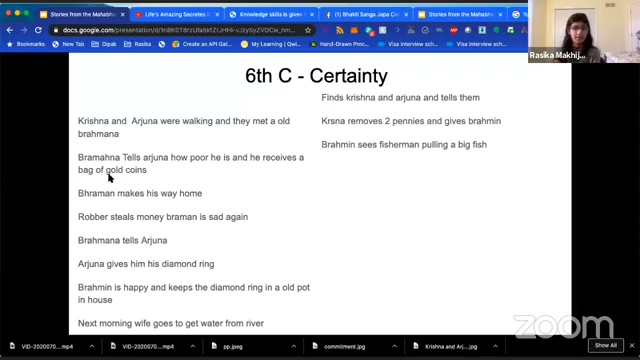 Stories from the Mahabh
Life's Amazing Secretes
Knowledge skills is given
Bhakti Sanga Japa Co
Stories from the Mahabh
docs.google.com/presentation/d/
Apps
Bobak
New Tab
Dipak
Create an API Gat...
My Learning | Qwi...
Hand-Drawn Proc...
Visa interview sch...
Visa interview sch...
Rasika Makhij...
6th C - Certainty
Krishna and Arjuna were walking and they met a old
brahmana
Bramahna Tells arjuna how poor he is and he receives a
bag of gold coins
Bhraman makes his way home
Robber steals money braman is sad again
Brahmana tells Arjuna
Arjuna gives him his diamond ring
Brahmin is happy and keeps the diamond ring in a old pot
in house
Next morning wife goes to get water from river
Finds krishna and arjuna and tells them
Krsna removes 2 pennies and gives brahmin
Brahmin sees fisherman pulling a big fish
zoom
VID-2020070....mp4
VID-2020070....mp4
pp.jpeg
commitment.jpg
Krishna and Arj....jpg
Show All